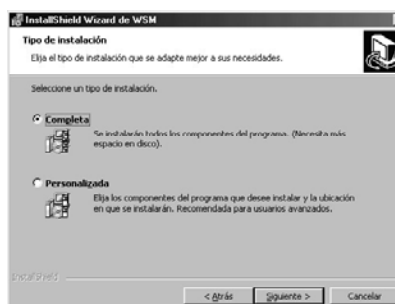 InstallShield Wizard de WSM
Tipo de instalación
Elija el tipo de instalación que se adapte mejor a sus necesidades.
Seleccione un tipo de instalación.
Completa
Se instalarán todos los componentes del programa. (Necesita más
espacio en disco).
Personalizada
Elija los componentes del programa que desee instalar y la ubicación
en que se instalarán. Recomendada para usuarios avanzados.
InstallShield
< Atrás
Siguiente >
Cancelar